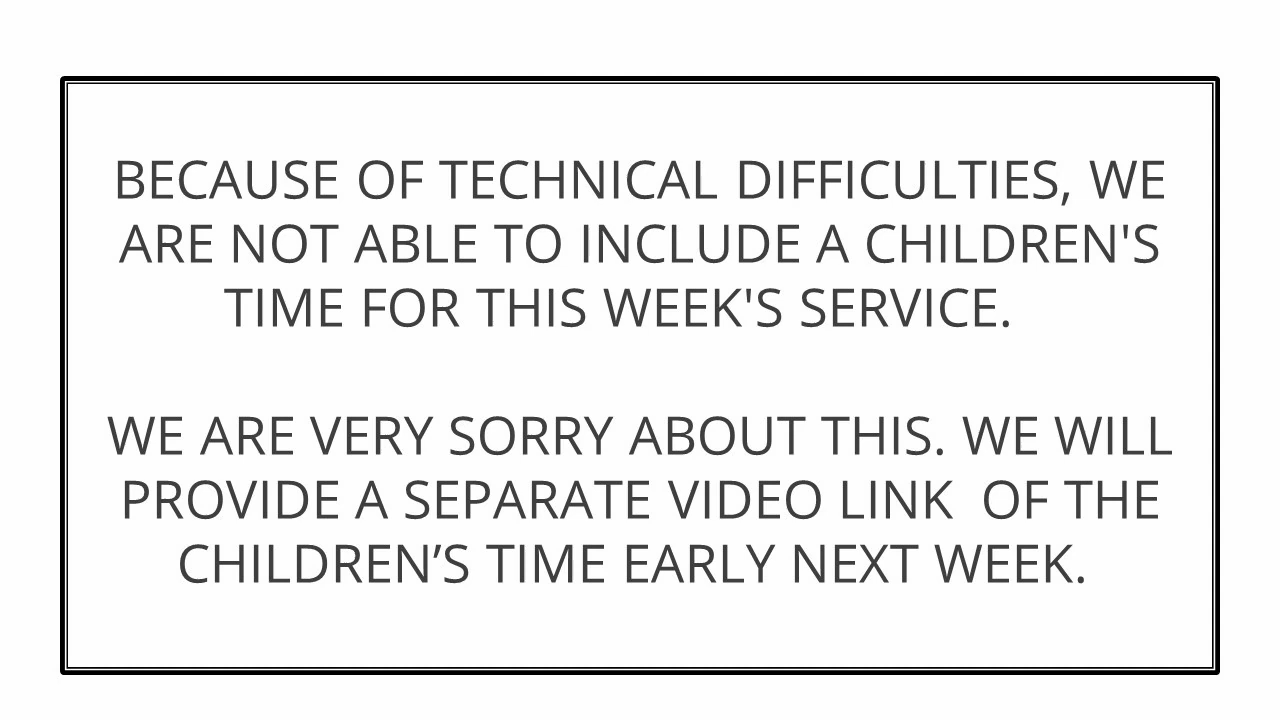 BECAUSE OF TECHNICAL DIFFICULTIES, WE
ARE NOT ABLE TO INCLUDE A CHILDREN'S
TIME FOR THIS WEEK'S SERVICE.
WE ARE VERY SORRY ABOUT THIS. WE WILL
PROVIDE A SEPARATE VIDEO LINK  OF THE
CHILDREN’S TIME EARLY NEXT WEEK.